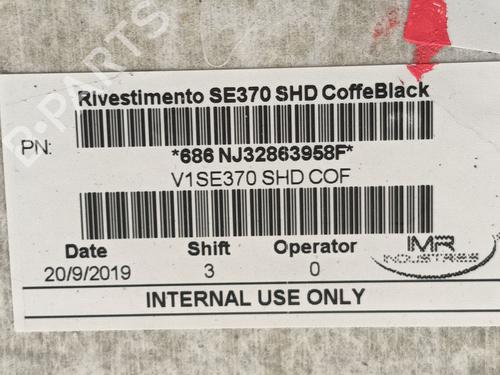 Rivestimento SE370 SHD CoffeBlack
PN:
*686 NJ32863958F*
V1SE370 SHD COF
Date Shift Operator
20/9/2019 3 0
IMR
INDUSTRIES
INTERNAL USE ONLY
B-PARTS